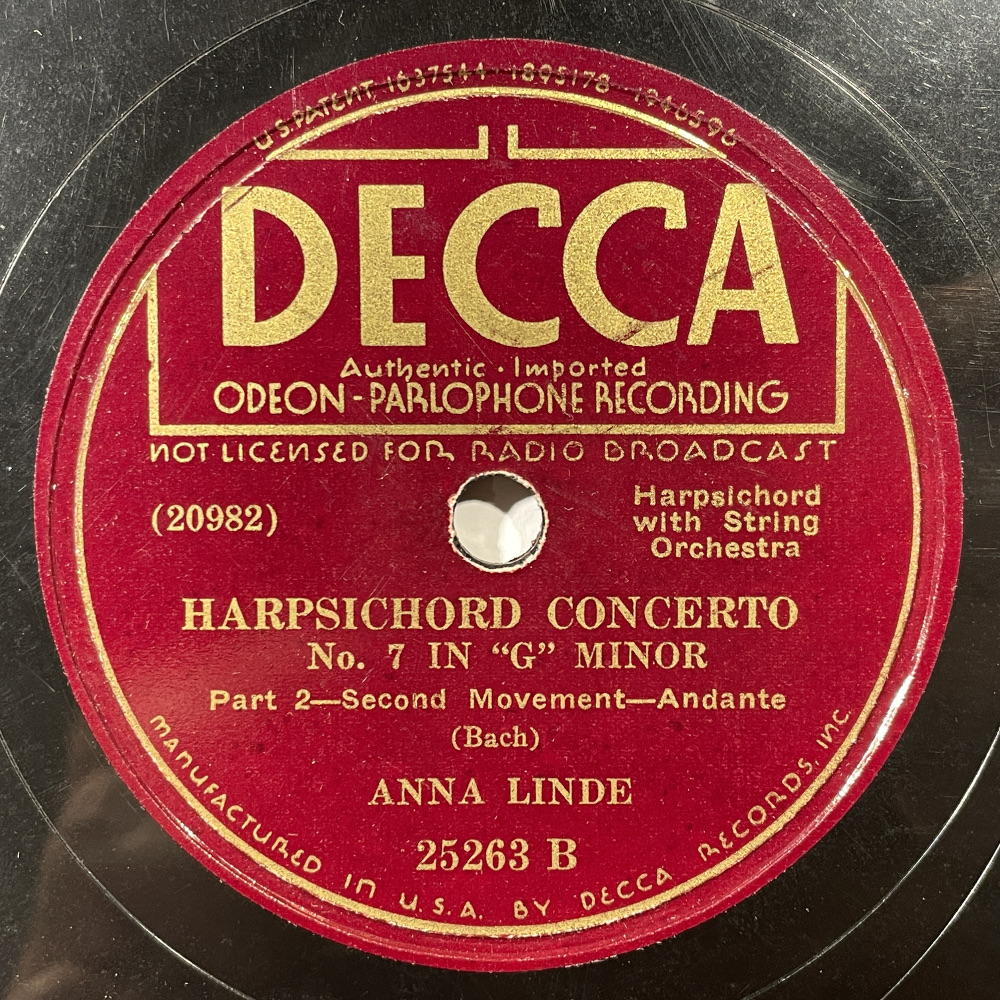 U.S. PATENT 1637544 - 1805178 - 1946596
DECCA
Authentic · Imported
ODEON - PARLOPHONE RECORDING
NOT LICENSED FOR RADIO BROADCAST
(20982)
Harpsichord
with String
Orchestra
HARPSICHORD CONCERTO
No. 7 IN “G” MINOR
Part 2—Second Movement—Andante
(Bach)
ANNA LINDE
25263 B
MANUFACTURED IN U.S.A. BY DECCA RECORDS, INC.